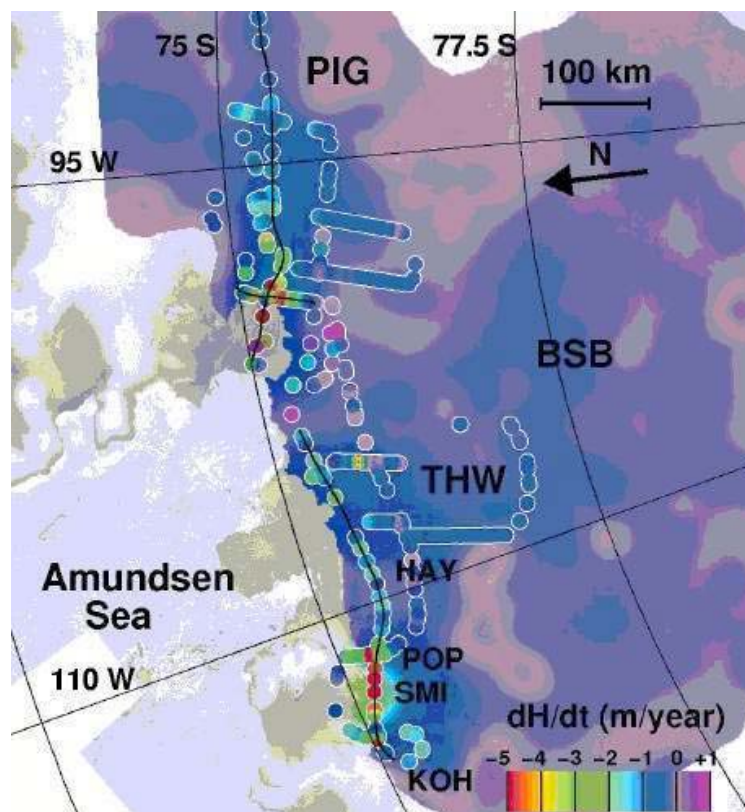 75 S
77.5 S
PIG
100 km
95 W
N
BSB
THW
Amundsen
Sea
HAY
110 W
POP
SMI
dH/dt (m/year)
−5 −4 −3 −2 −1 0 +1
KOH